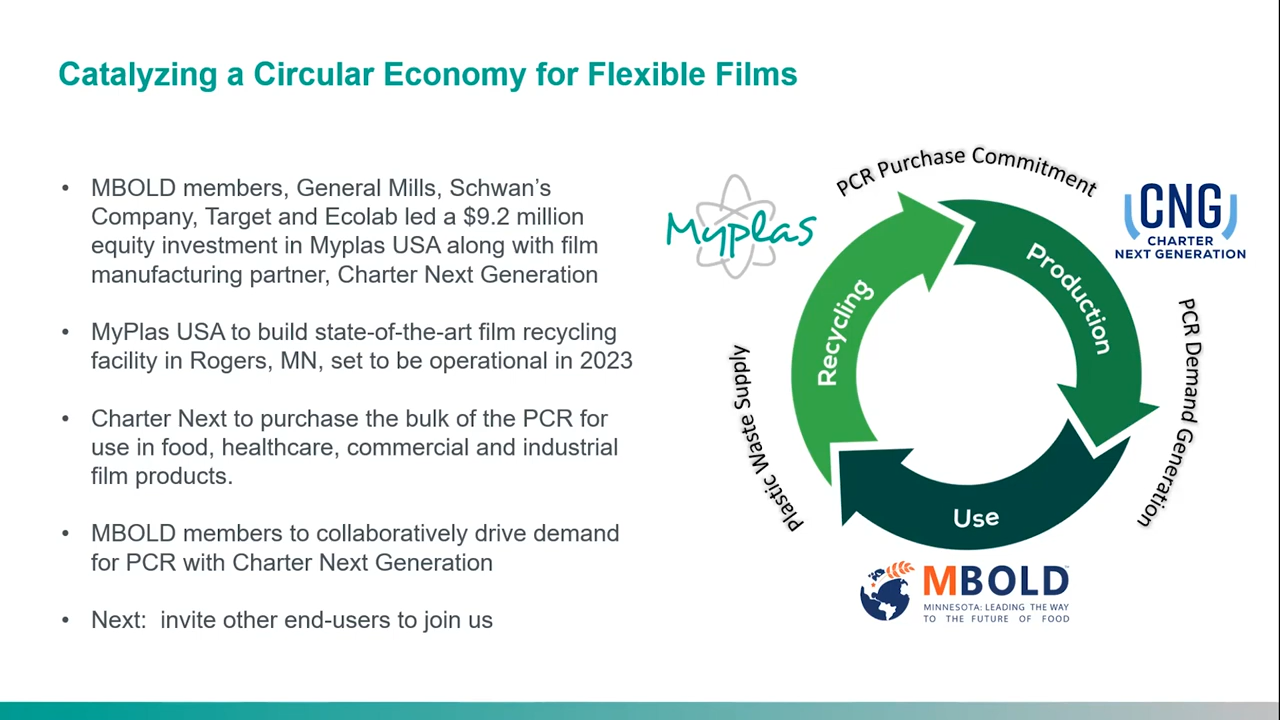 Catalyzing a Circular Economy for Flexible Films
• MBOLD members, General Mills, Schwan’s
Company, Target and Ecolab led a $9.2 million
equity investment in Myplas USA along with film
manufacturing partner, Charter Next Generation
• MyPlas USA to build state-of-the-art film recycling
facility in Rogers, MN, set to be operational in 2023
• Charter Next to purchase the bulk of the PCR for
use in food, healthcare, commercial and industrial
film products.
• MBOLD members to collaboratively drive demand
for PCR with Charter Next Generation
• Next:  invite other end-users to join us
PCR Purchase Commitment
Myplas
CNG
CHARTER
NEXT GENERATION
Recycling
Production
PCR Demand Generation
Plastic Waste Supply
Use
MBOLD™
MINNESOTA: LEADING THE WAY
TO THE FUTURE OF FOOD